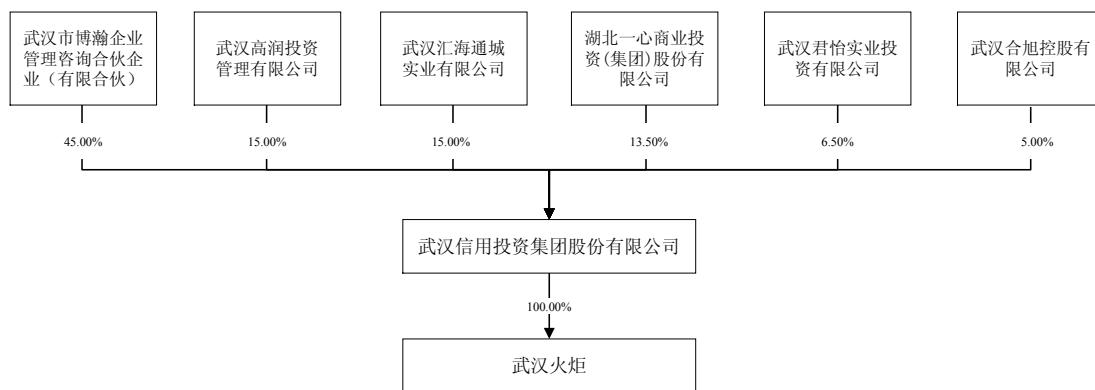 武汉市博瀚企业
管理咨询合伙企
业（有限合伙）
武汉高润投资
管理有限公司
武汉汇海通城
实业有限公司
湖北一心商业投
资(集团)股份有
限公司
武汉君怡实业投
资有限公司
武汉合旭控股有
限公司
45.00%
15.00%
15.00%
13.50%
6.50%
5.00%
武汉信用投资集团股份有限公司
100.00%
武汉火炬